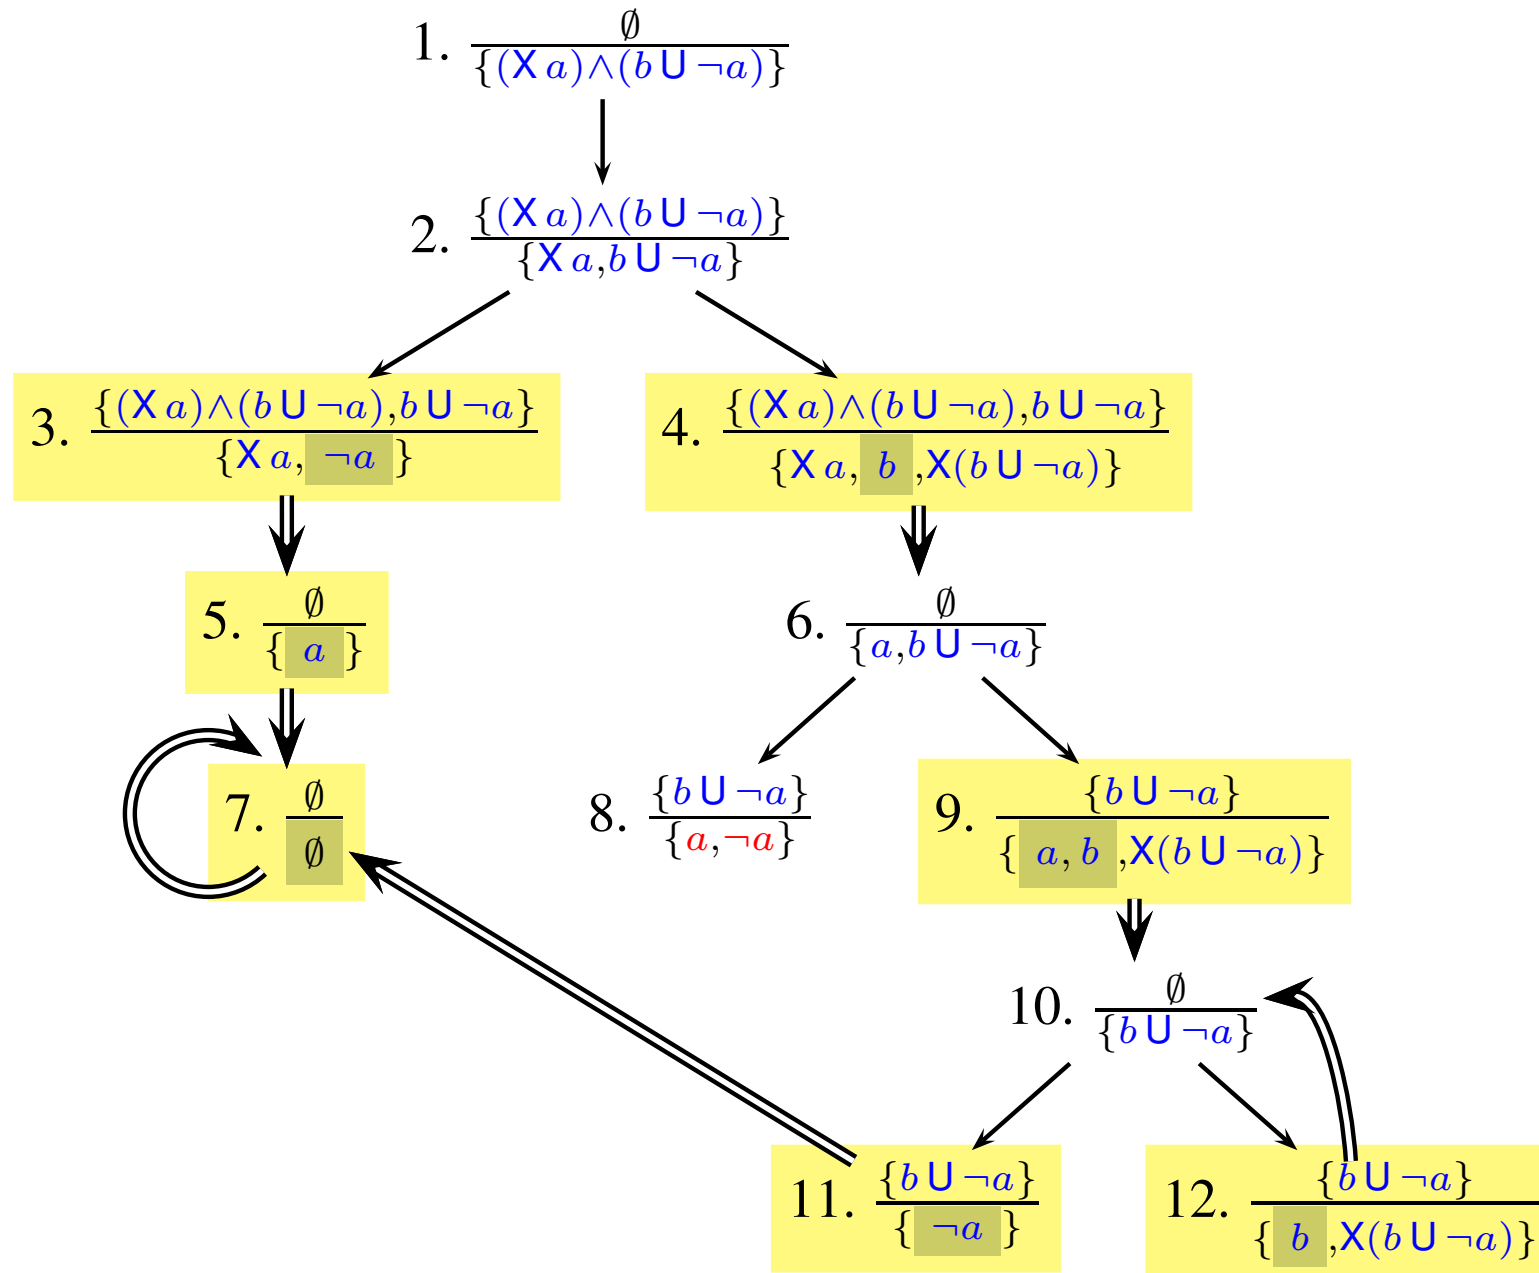 1. ∅
{(X a)∧(b U ¬a)}
2. {(X a)∧(b U ¬a)}
{X a,b U ¬a}
3. {(X a)∧(b U ¬a),b U ¬a}
{X a, ¬a }
4. {(X a)∧(b U ¬a),b U ¬a}
{X a, b ,X(b U ¬a)}
5. ∅
{ a }
6. ∅
{a,b U ¬a}
7. ∅
∅
8. {b U ¬a}
{a,¬a}
9. {b U ¬a}
{ a, b ,X(b U ¬a)}
10. ∅
{b U ¬a}
11. {b U ¬a}
{ ¬a }
12. {b U ¬a}
{ b ,X(b U ¬a)}